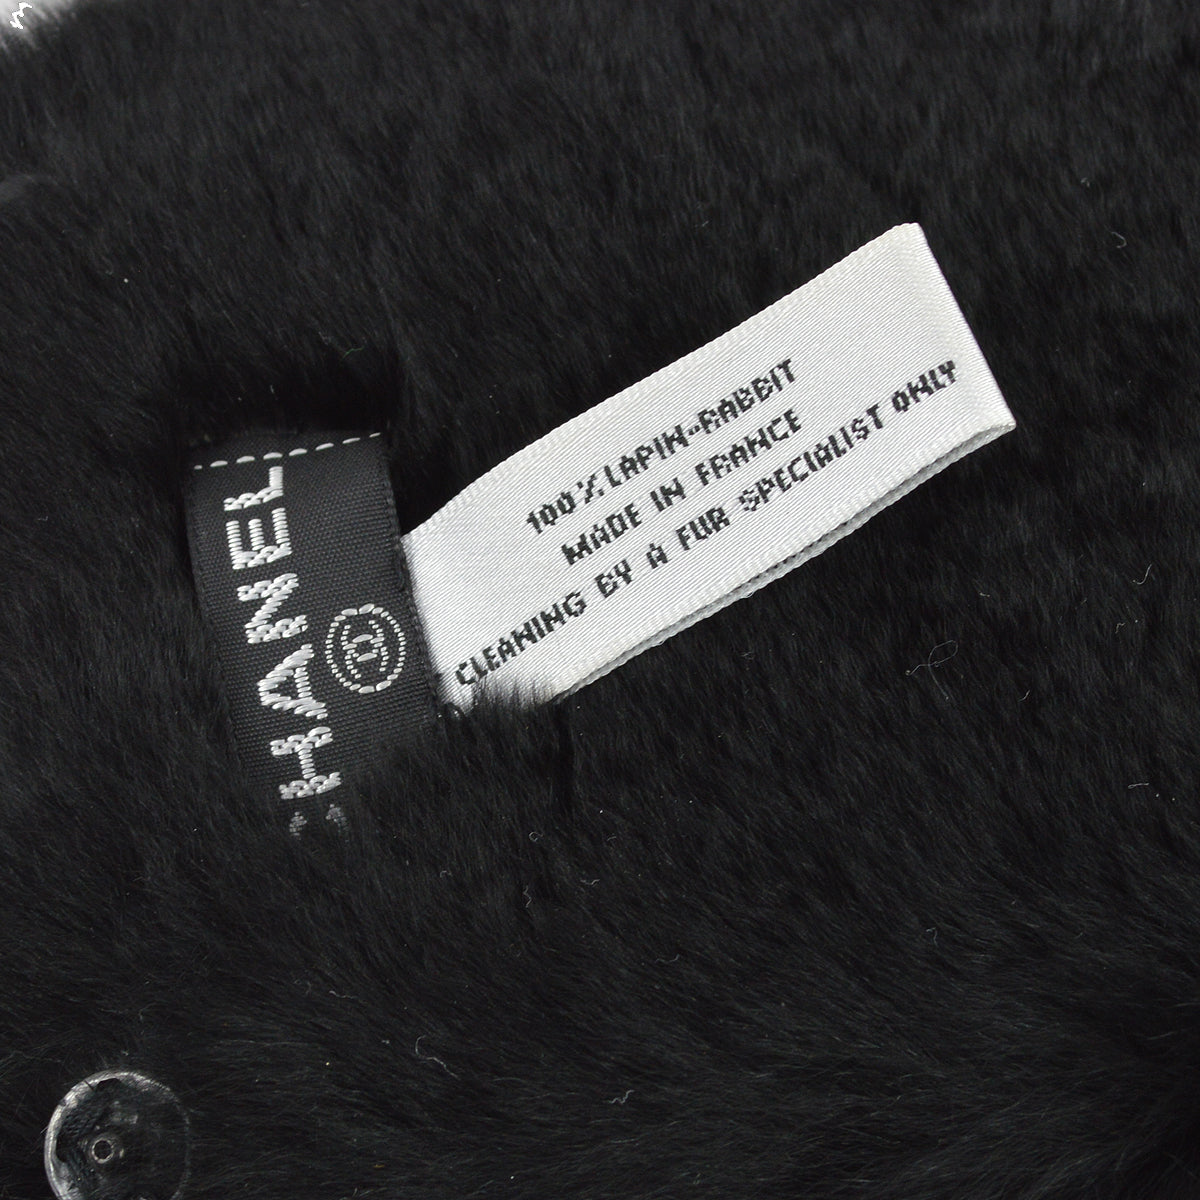 CHANEL
100% LAPIN-RABBIT
MADE IN FRANCE
CLEANING BY A FUR SPECIALIST ONLY